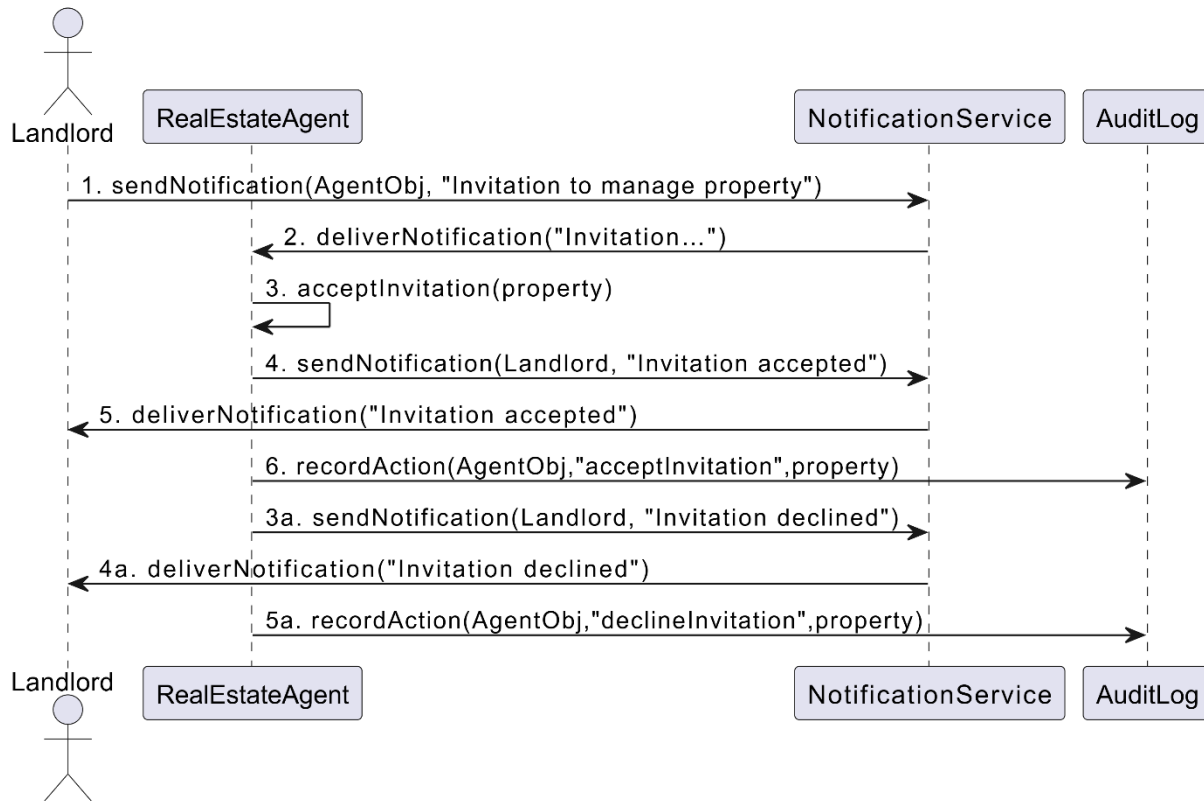 Landlord
RealEstateAgent
NotificationService
AuditLog
1. sendNotification(AgentObj, "Invitation to manage property")
2. deliverNotification("Invitation...")
3. acceptInvitation(property)
4. sendNotification(Landlord, "Invitation accepted")
5. deliverNotification("Invitation accepted")
6. recordAction(AgentObj,"acceptInvitation",property)
3a. sendNotification(Landlord, "Invitation declined")
4a. deliverNotification("Invitation declined")
5a. recordAction(AgentObj,"declineInvitation",property)
Landlord
RealEstateAgent
NotificationService
AuditLog